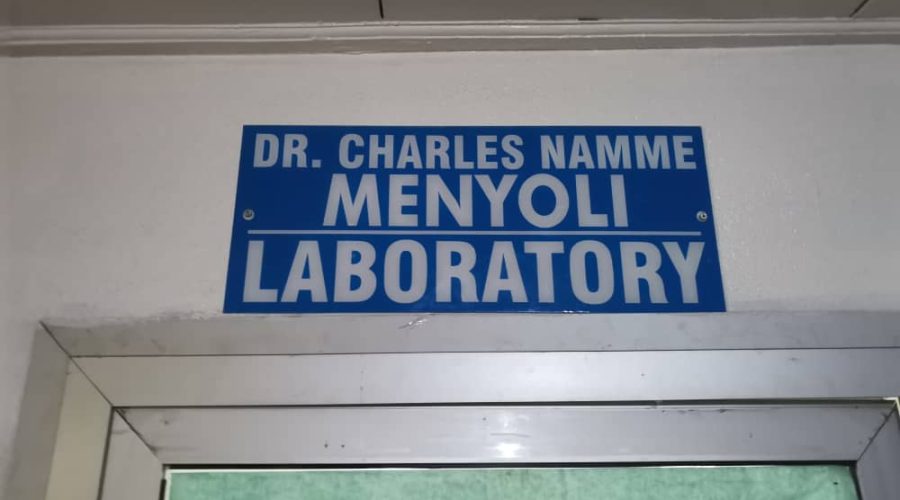 DR. CHARLES NAMME
MENYOLI
LABORATORY